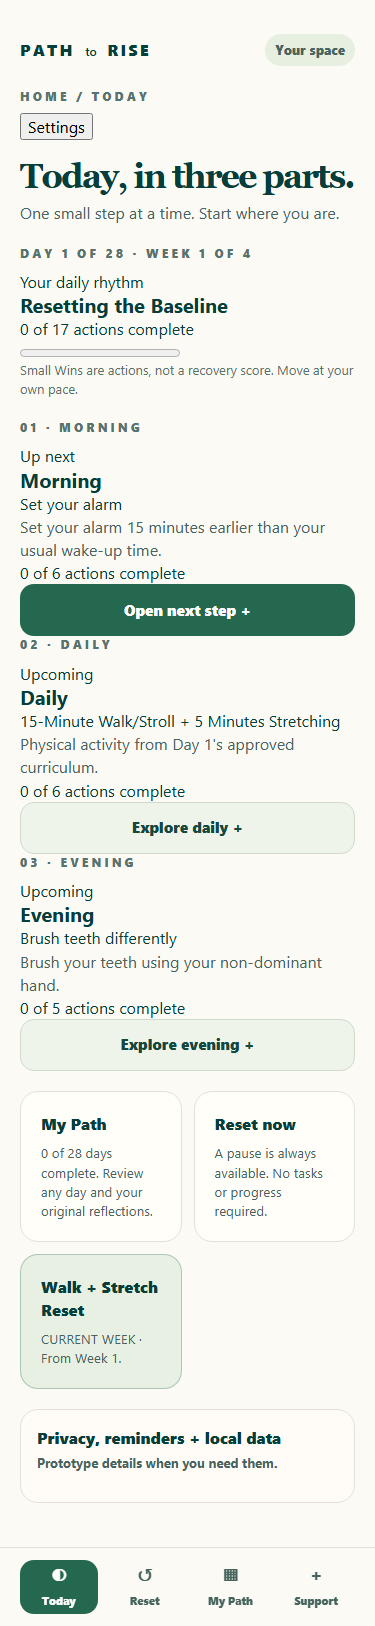 PATH to RISE
Your space
HOME / TODAY
Settings
Today, in three parts.
One small step at a time. Start where you are.
DAY 1 OF 28 · WEEK 1 OF 4
Your daily rhythm
Resetting the Baseline
0 of 17 actions complete
Small Wins are actions, not a recovery score. Move at your
own pace.
01 · MORNING
Up next
Morning
Set your alarm
Set your alarm 15 minutes earlier than your
usual wake-up time.
0 of 6 actions complete
Open next step +
02 · DAILY
Upcoming
Daily
15-Minute Walk/Stroll + 5 Minutes Stretching
Physical activity from Day 1's approved
curriculum.
0 of 6 actions complete
Explore daily +
03 · EVENING
Upcoming
Evening
Brush teeth differently
Brush your teeth using your non-dominant
hand.
0 of 5 actions complete
Explore evening +
My Path
0 of 28 days
complete. Review
any day and your
original reflections.
Reset now
A pause is always
available. No tasks
or progress
required.
Walk + Stretch
Reset
CURRENT WEEK ·
From Week 1.
Privacy, reminders + local data
Prototype details when you need them.
Today
Reset
My Path
+
Support